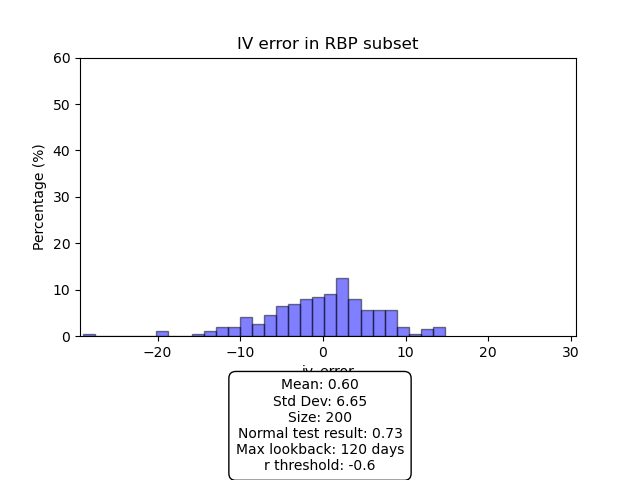 IV error in RBP subset
Percentage (%)
60
50
40
30
20
10
0
−20
−10
0
10
20
30
iv_error
Mean: 0.60
Std Dev: 6.65
Size: 200
Normal test result: 0.73
Max lookback: 120 days
r threshold: -0.6